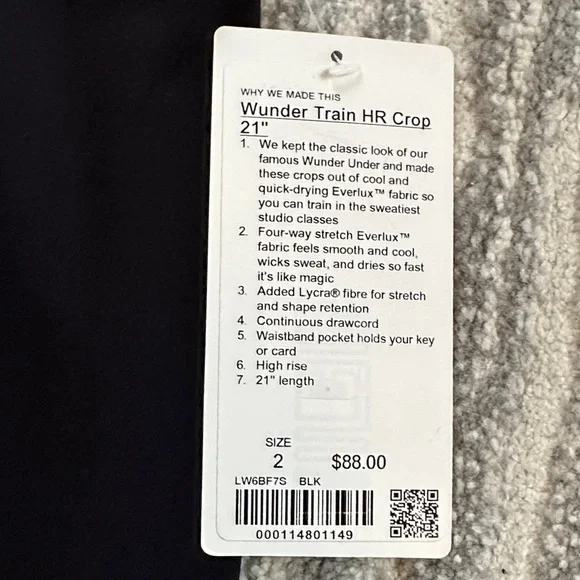 WHY WE MADE THIS
Wunder Train HR Crop
21"
1. We kept the classic look of our
famous Wunder Under and made
these crops out of cool and
quick-drying Everlux™ fabric so
you can train in the sweatiest
studio classes
2. Four-way stretch Everlux™
fabric feels smooth and cool,
wicks sweat, and dries so fast
it's like magic
3. Added Lycra® fibre for stretch
and shape retention
4. Continuous drawcord
5. Waistband pocket holds your key
or card
6. High rise
7. 21" length
SIZE
2 $88.00
LW6BF7S BLK
000114801149